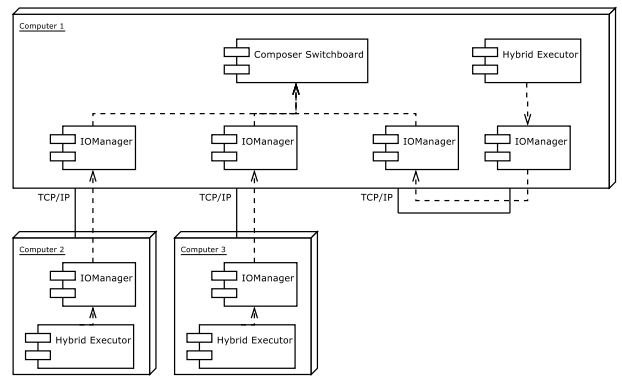 Computer 1
Composer Switchboard
Hybrid Executor
IOManager
IOManager
IOManager
IOManager
TCP/IP
TCP/IP
TCP/IP
Computer 2
Computer 3
IOManager
IOManager
Hybrid Executor
Hybrid Executor